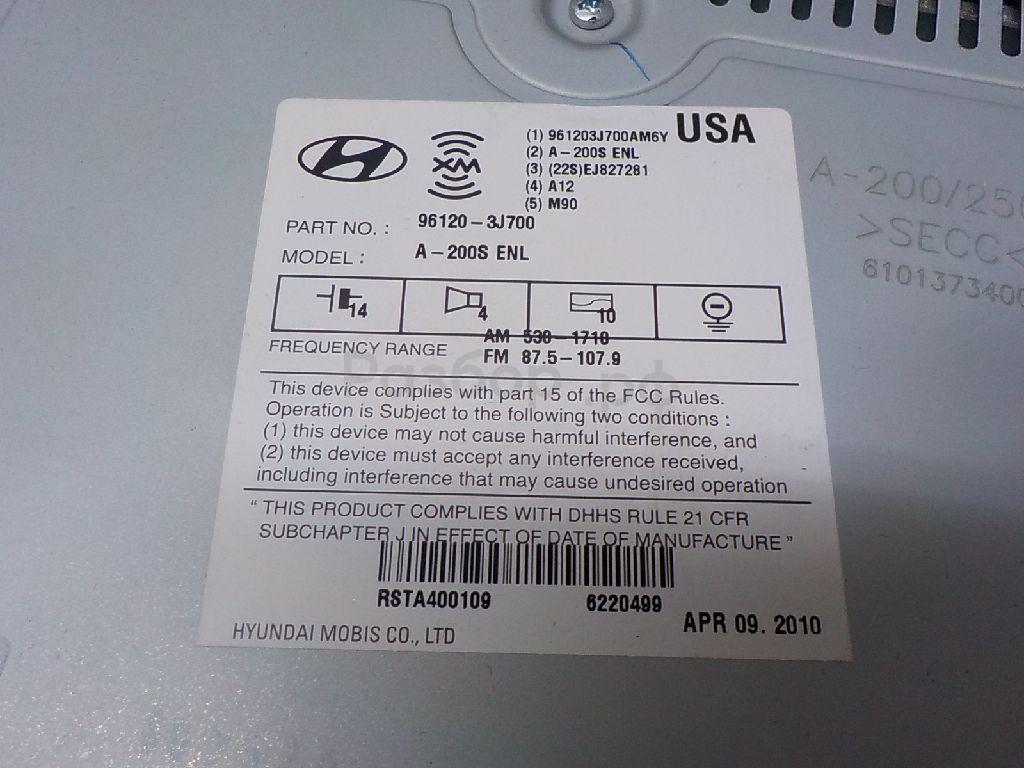 USA
XM
(1) 961203J700AM6Y
(2) A-200S ENL
(3) (22S)EJ827281
(4) A12
(5) M90
PART NO. : 96120-3J700
MODEL : A-200S ENL
14 4 10
FREQUENCY RANGE
AM 530-1710
FM 87.5-107.9
Разбор.рф
This device complies with part 15 of the FCC Rules.
Operation is Subject to the following two conditions :
(1) this device may not cause harmful interference, and
(2) this device must accept any interference received,
including interference that may cause undesired operation
“ THIS PRODUCT COMPLIES WITH DHHS RULE 21 CFR
SUBCHAPTER J IN EFFECT OF DATE OF MANUFACTURE ”
RSTA400109 6220499
HYUNDAI MOBIS CO., LTD
APR 09. 2010
A-200/250
>SECC<
6101373400